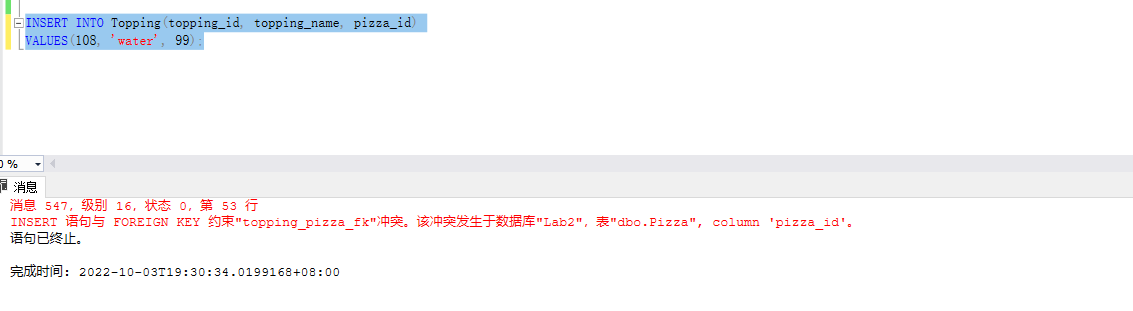 INSERT INTO Topping(topping_id, topping_name, pizza_id)
VALUES(108, 'water', 99);
0 %
消息
消息 547，级别 16，状态 0，第 53 行
INSERT 语句与 FOREIGN KEY 约束"topping_pizza_fk"冲突。该冲突发生于数据库"Lab2"，表"dbo.Pizza", column 'pizza_id'。
语句已终止。
完成时间: 2022-10-03T19:30:34.0199168+08:00